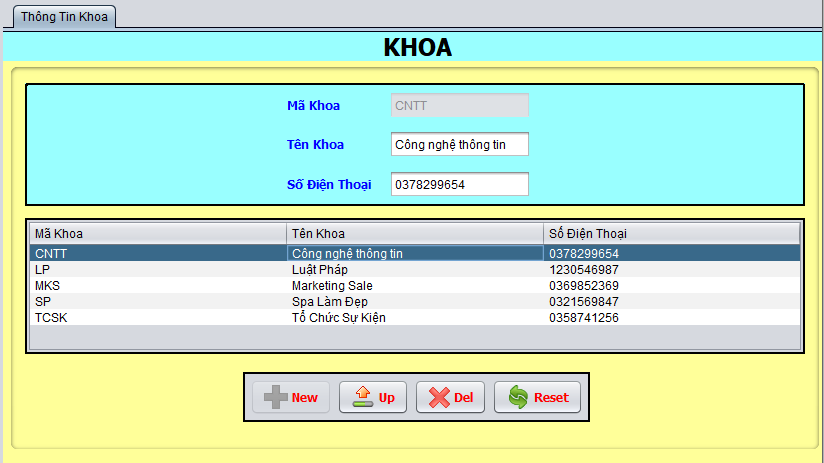 Thông Tin Khoa
KHOA
Mã Khoa CNTT
Tên Khoa Công nghệ thông tin
Số Điện Thoại 0378299654
Mã Khoa Tên Khoa Số Điện Thoại
CNTT Công nghệ thông tin 0378299654
LP Luật Pháp 1230546987
MKS Marketing Sale 0369852369
SP Spa Làm Đẹp 0321569847
TCSK Tổ Chức Sự Kiện 0358741256
New Up Del Reset